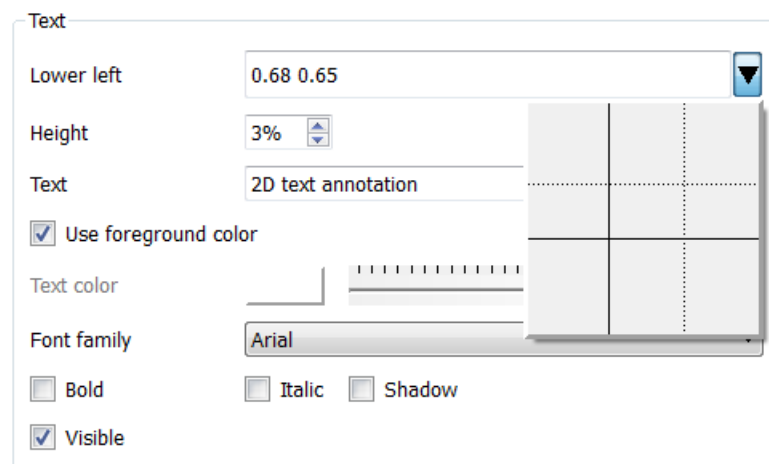 Text
Lower left 0.68 0.65
Height 3%
Text 2D text annotation
Use foreground color
Text color
Font family Arial
Bold Italic Shadow
Visible